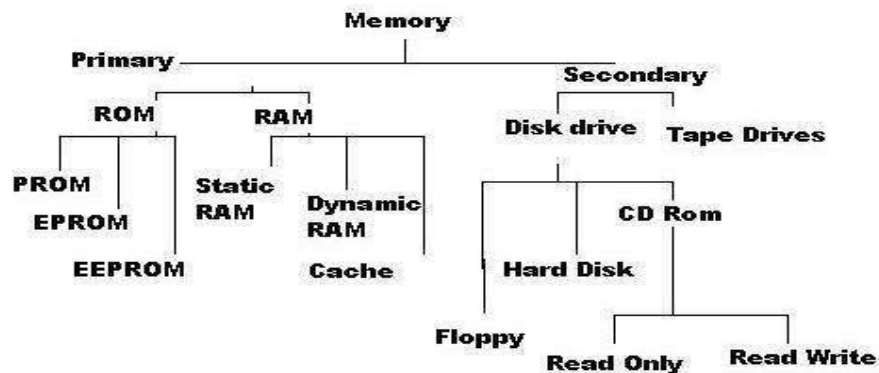 Memory
Primary
Secondary
ROM
RAM
Disk drive
Tape Drives
PROM
EPROM
EEPROM
Static
RAM
Dynamic
RAM
Cache
CD Rom
Hard Disk
Floppy
Read Only
Read Write